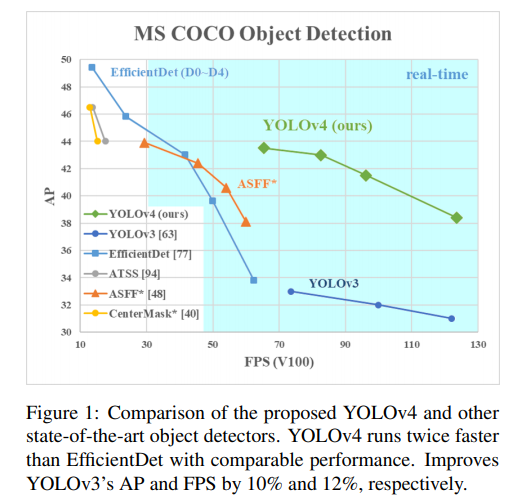 MS COCO Object Detection
50
48
46
44
42
40
38
36
34
32
30
AP
EfficientDet (D0~D4)
real-time
YOLOv4 (ours)
ASFF*
YOLOv3
YOLOv4 (ours)
YOLOv3 [63]
EfficientDet [77]
ATSS [94]
ASFF* [48]
CenterMask* [40]
10 30 50 70 90 110 130
FPS (V100)
Figure 1: Comparison of the proposed YOLOv4 and other
state-of-the-art object detectors. YOLOv4 runs twice faster
than EfficientDet with comparable performance. Improves
YOLOv3's AP and FPS by 10% and 12%, respectively.